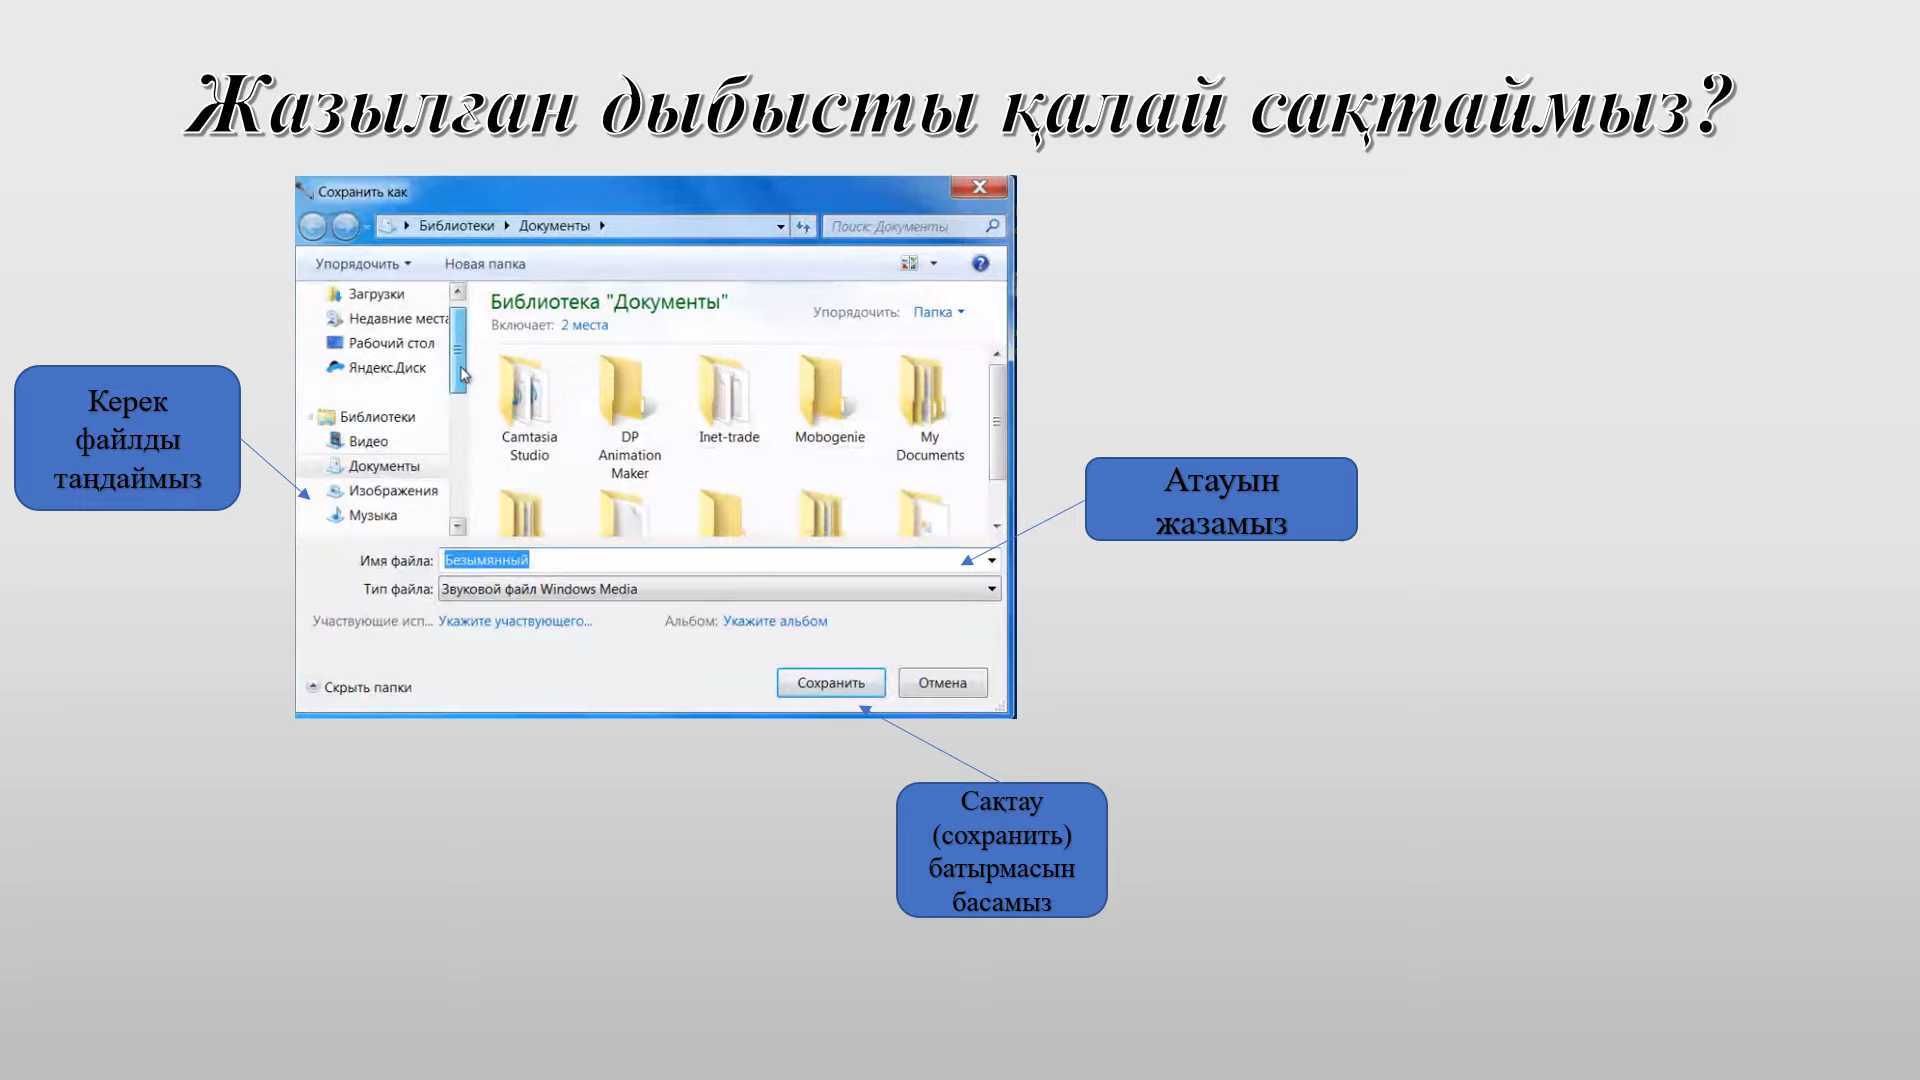 Жазылған дыбысты қалай сақтаймыз?
Сохранить как
Библиотеки
Документы
Поиск: Документы
Упорядочить
Новая папка
Загрузки
Недавние места
Рабочий стол
Яндекс.Диск
Библиотеки
Видео
Документы
Изображения
Музыка
Библиотека "Документы"
Включает: 2 места
Упорядочить: Папка
Camtasia
Studio
DP
Animation
Maker
Inet-trade
Mobogenie
My
Documents
Имя файла: Безымянный
Тип файла: Звуковой файл Windows Media
Участвующие исп... Укажите участвующего...
Альбом: Укажите альбом
Скрыть папки
Сохранить
Отмена
Керек
файлды
таңдаймыз
Атауын
жазамыз
Сақтау
(сохранить)
батырмасын
басамыз